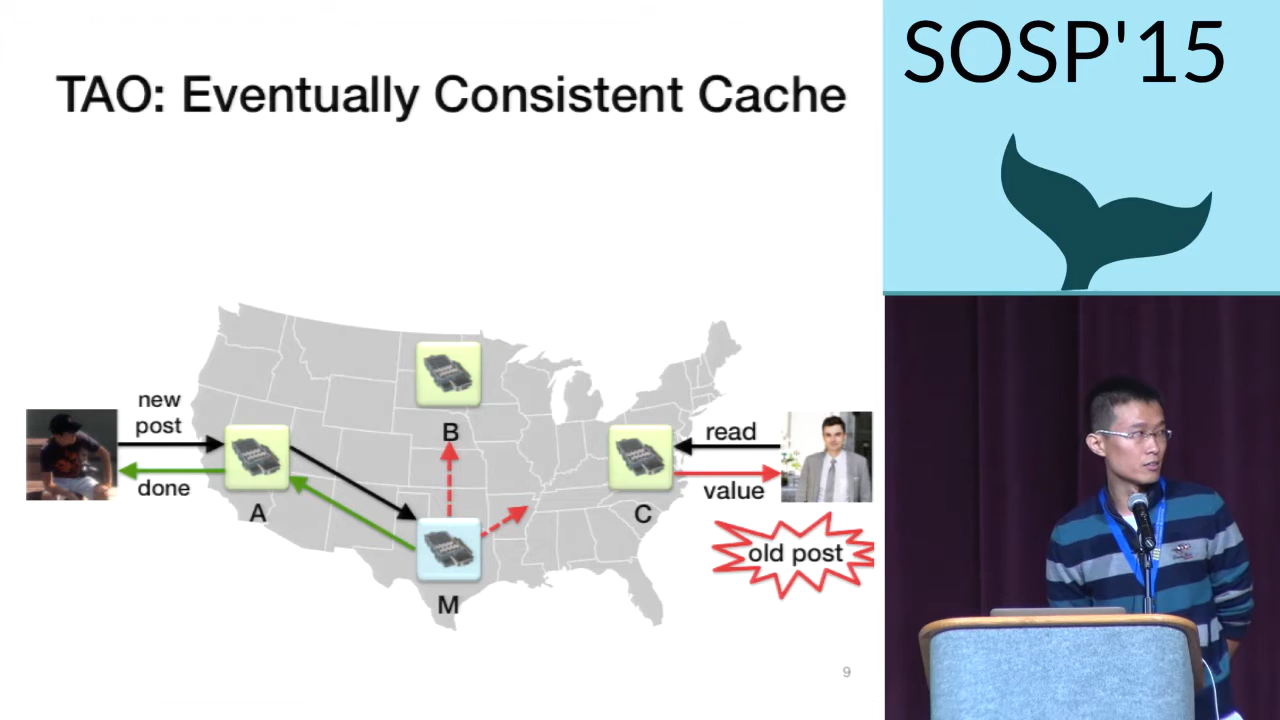 TAO: Eventually Consistent Cache
SOSP'15
new
post
done
A
B
M
C
read
value
old post
9